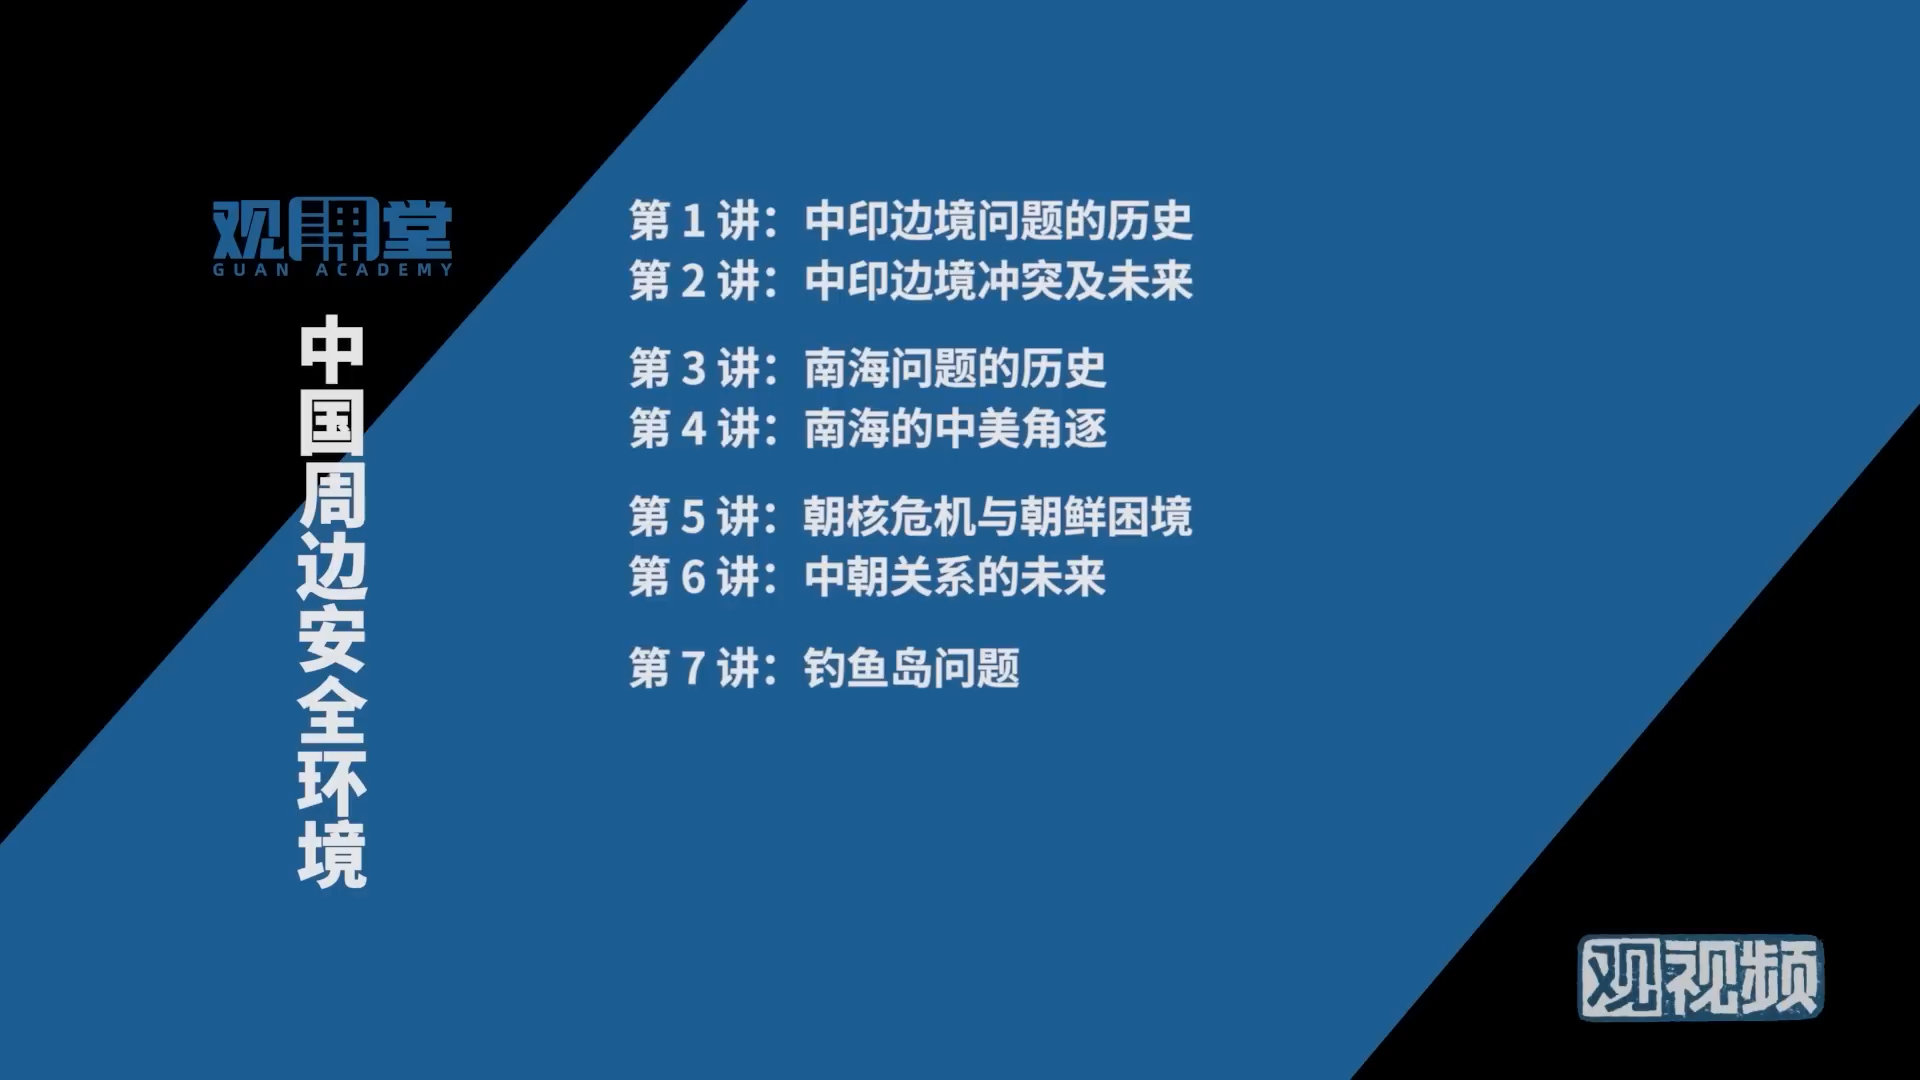 观课堂
GUAN ACADEMY
中国周边安全环境
第 1 讲：中印边境问题的历史
第 2 讲：中印边境冲突及未来
第 3 讲：南海问题的历史
第 4 讲：南海的中美角逐
第 5 讲：朝核危机与朝鲜困境
第 6 讲：中朝关系的未来
第 7 讲：钓鱼岛问题
观视频